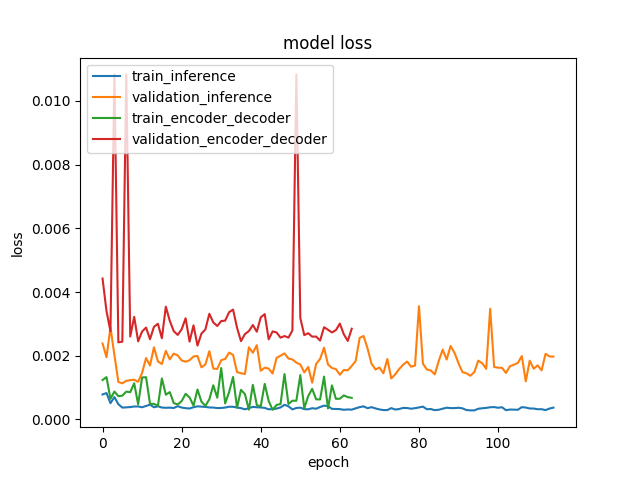 model loss
train_inference
validation_inference
train_encoder_decoder
validation_encoder_decoder
0.010
0.008
0.006
0.004
0.002
0.000
loss
0 20 40 60 80 100
epoch